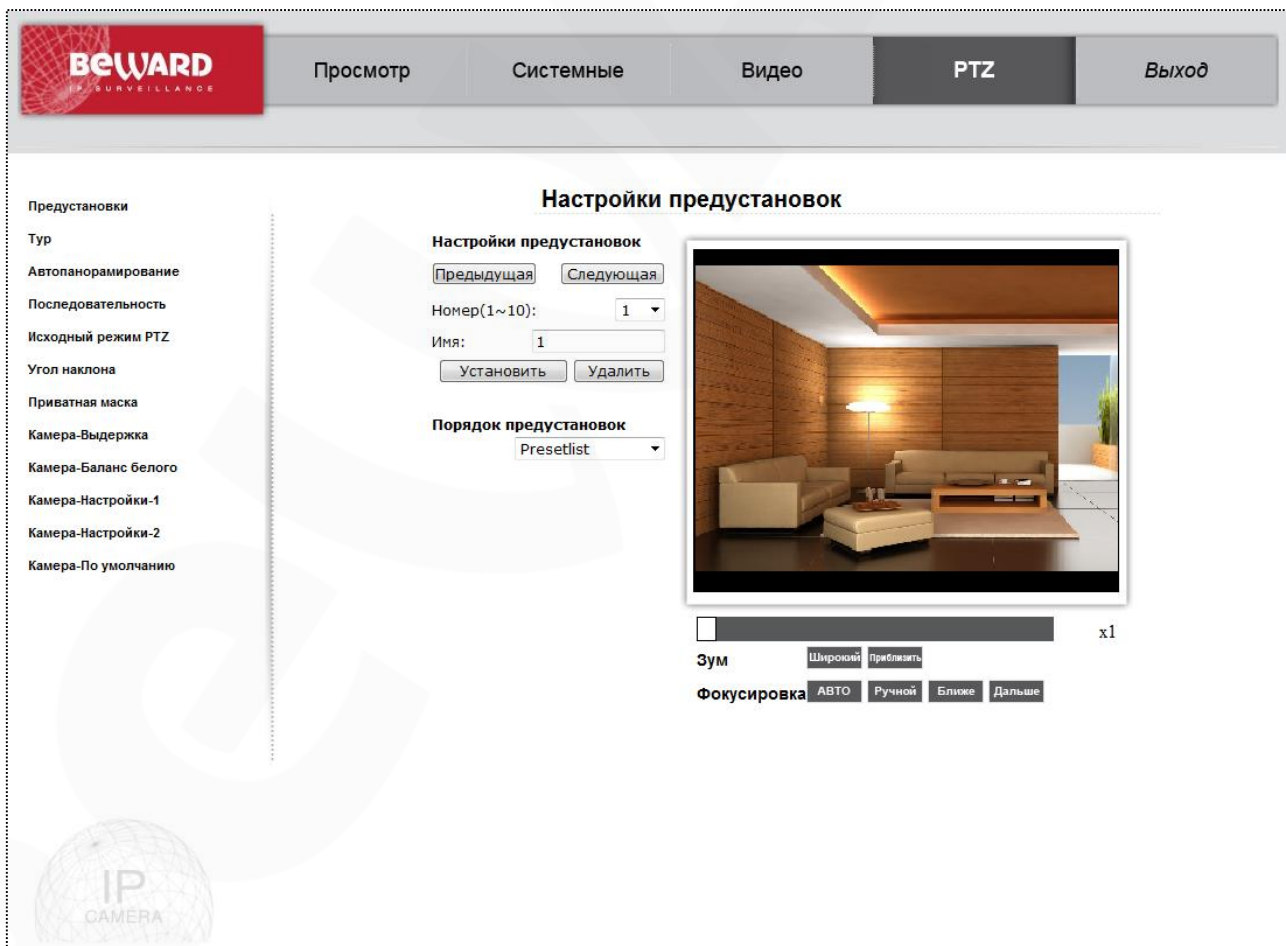 BEWARD
IP SURVEILLANCE
Просмотр
Системные
Видео
PTZ
Выход
Предустановки
Тур
Автопанорамирование
Последовательность
Исходный режим PTZ
Угол наклона
Приватная маска
Камера-Выдержка
Камера-Баланс белого
Камера-Настройки-1
Камера-Настройки-2
Камера-По умолчанию
Настройки предустановок
Настройки предустановок
Предыдущая Следующая
Номер(1~10): 1
Имя: 1
Установить Удалить
Порядок предустановок
Presetlist
x1
Зум Широкий Приблизить
Фокусировка АВТО Ручной Ближе Дальше
IP
CAMERA